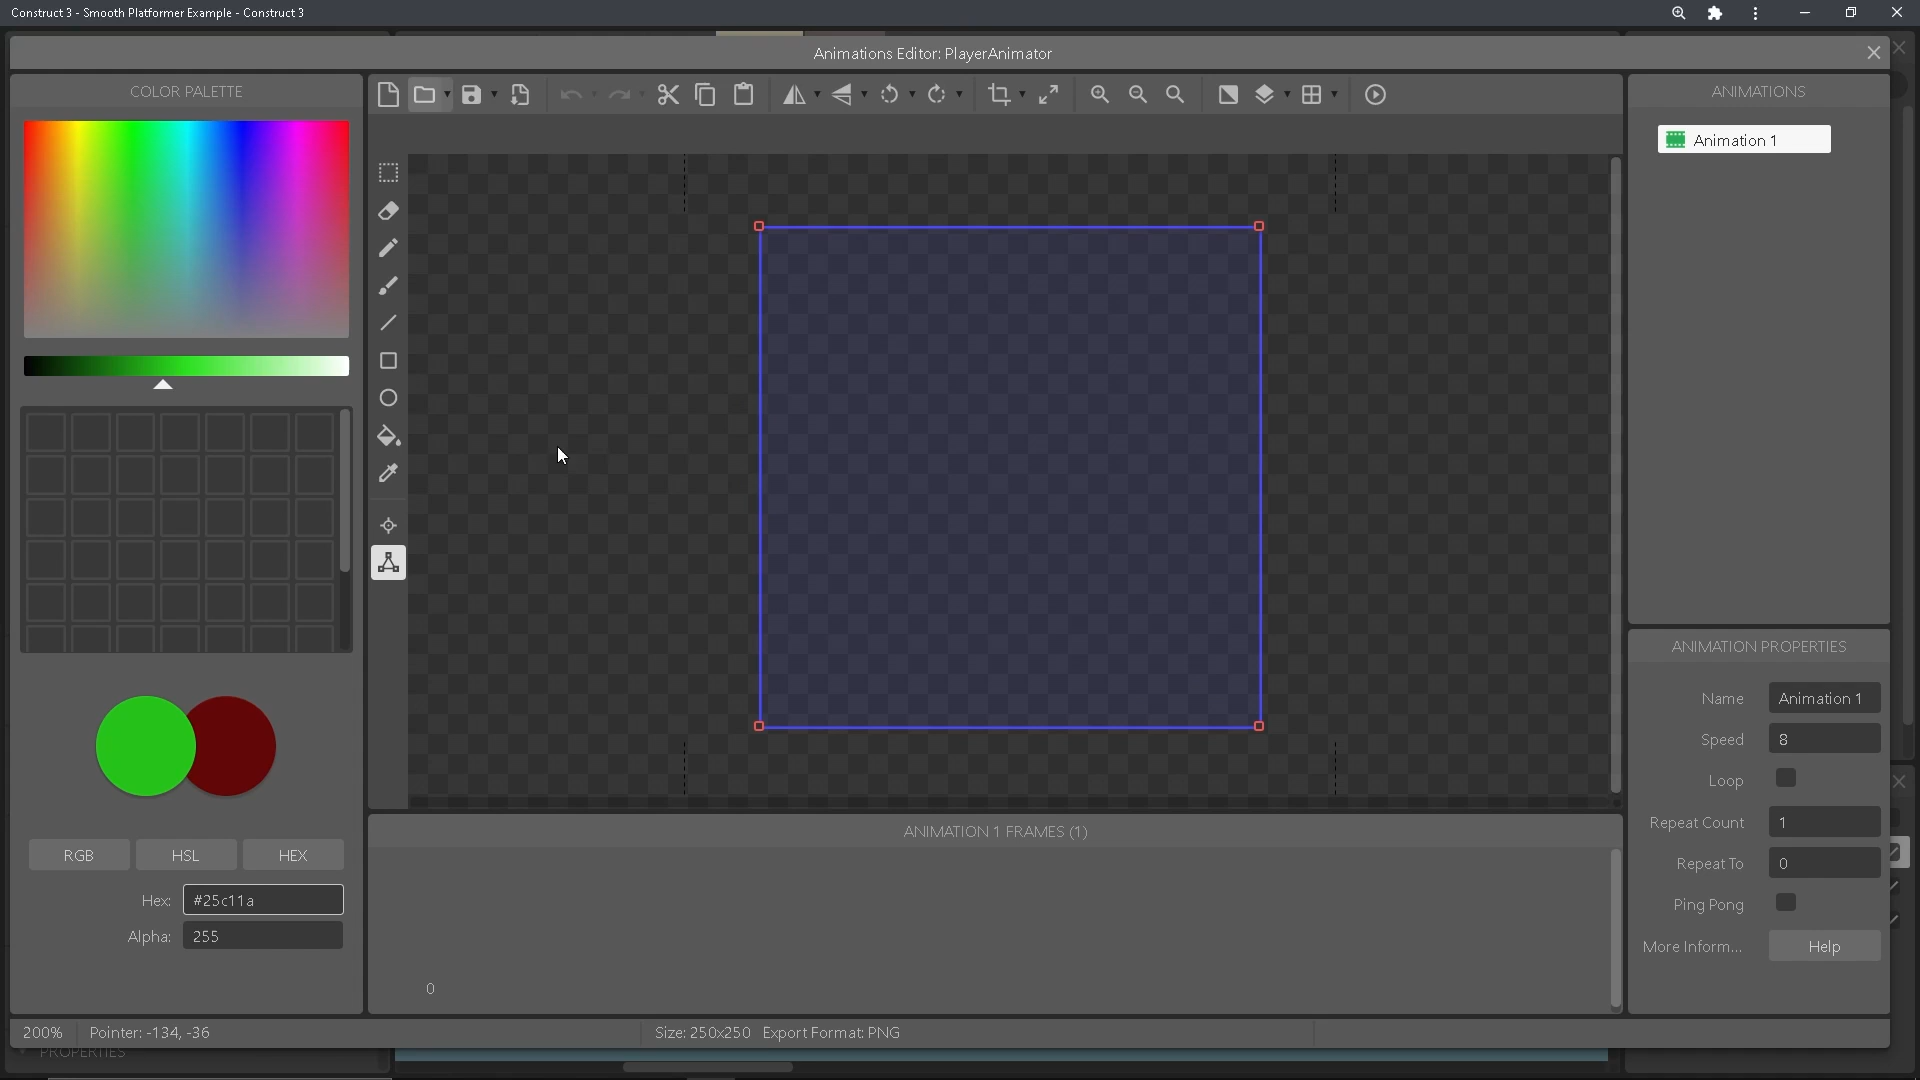 Construct 3 - Smooth Platformer Example - Construct 3
Animations Editor: PlayerAnimator
COLOR PALETTE
ANIMATIONS
Animation 1
ANIMATION PROPERTIES
Name
Animation 1
Speed
8
Loop
Repeat Count
1
Repeat To
0
Ping Pong
More Inform...
Help
RGB
HSL
HEX
Hex:
#25c11a
Alpha:
255
ANIMATION 1 FRAMES (1)
0
200%
Pointer: -134, -36
Size: 250x250
Export Format: PNG
PROPERTIES